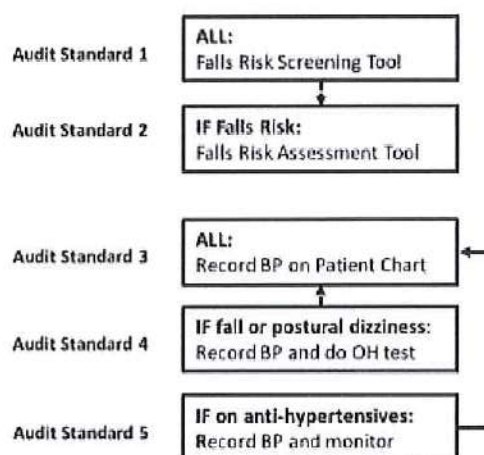 Audit Standard 1
ALL:
Falls Risk Screening Tool
Audit Standard 2
IF Falls Risk:
Falls Risk Assessment Tool
Audit Standard 3
ALL:
Record BP on Patient Chart
Audit Standard 4
IF fall or postural dizziness:
Record BP and do OH test
Audit Standard 5
IF on anti-hypertensives:
Record BP and monitor